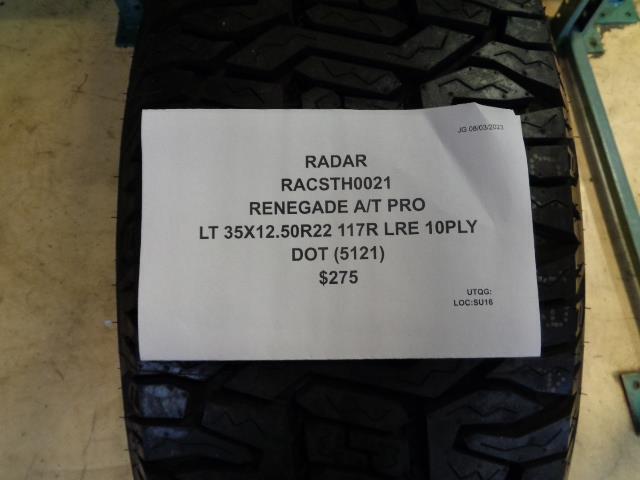 JG 08/03/2023
RADAR
RACSTH0021
RENEGADE A/T PRO
LT 35X12.50R22 117R LRE 10PLY
DOT (5121)
$275
UTQG:
LOC:SU16